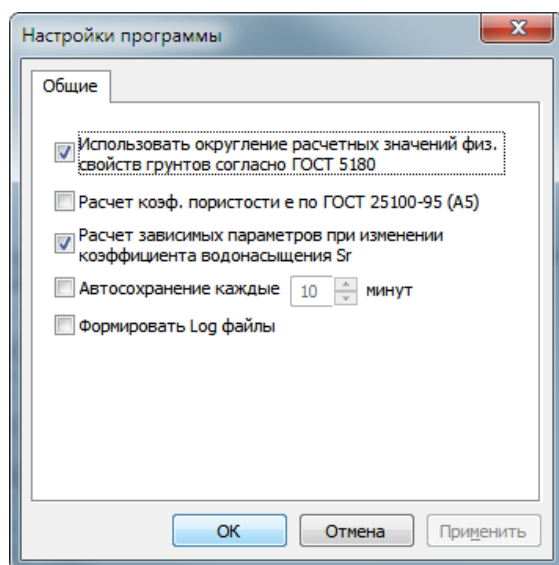 Настройки программы
Общие
Использовать округление расчетных значений физ.
свойств грунтов согласно ГОСТ 5180
Расчет коэф. пористости e по ГОСТ 25100-95 (А5)
Расчет зависимых параметров при изменении
коэффициента водонасыщения Sr
Автосохранение каждые 10 минут
Формировать Log файлы
ОК Отмена Применить